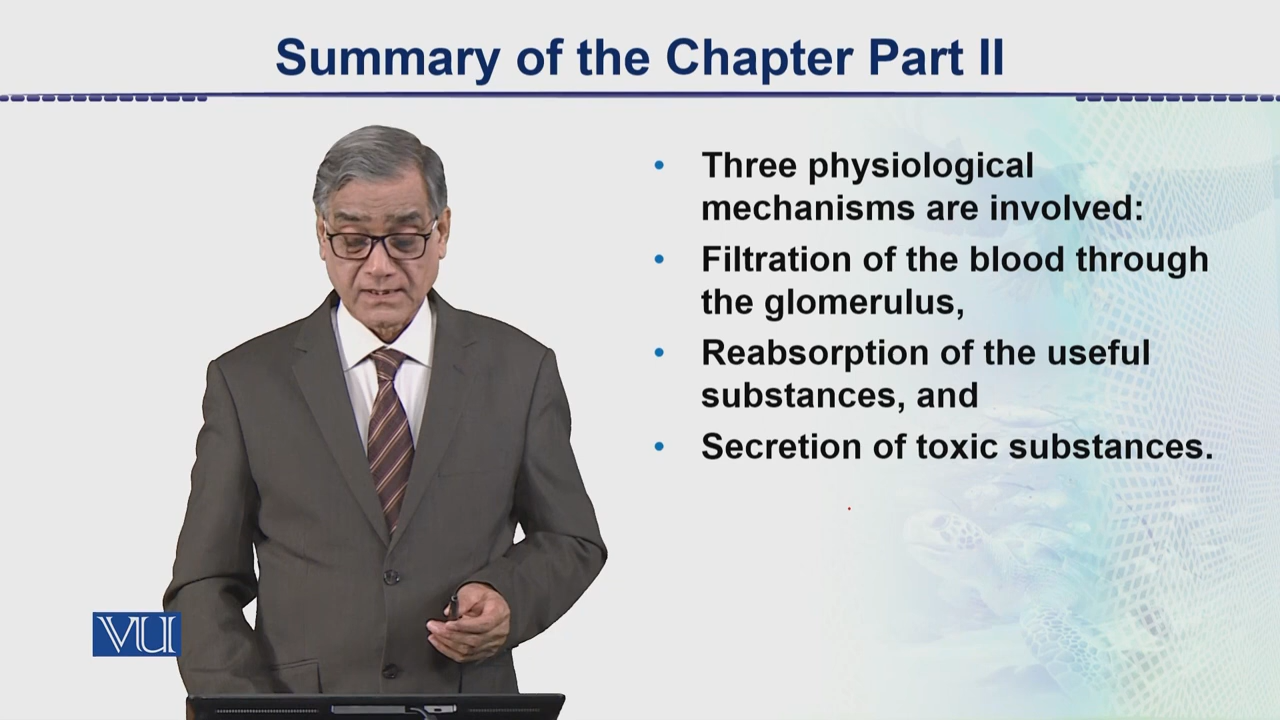 Summary of the Chapter Part II
• Three physiological
mechanisms are involved:
• Filtration of the blood through
the glomerulus,
• Reabsorption of the useful
substances, and
• Secretion of toxic substances.
VU